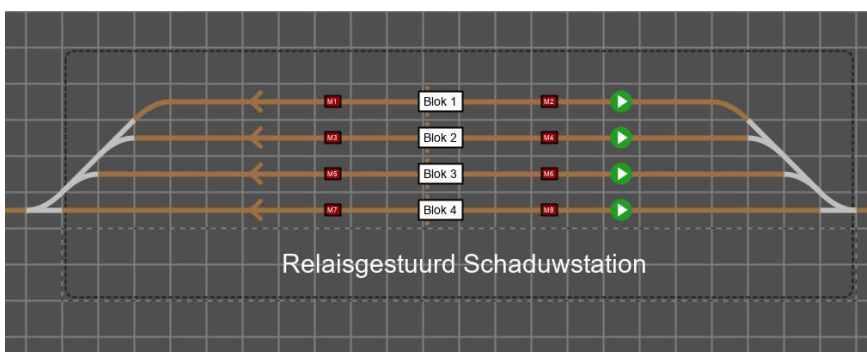 M1 Blok 1 M2
M3 Blok 2 M4
M5 Blok 3 M6
M7 Blok 4 M8
Relaisgestuurd Schaduwstation